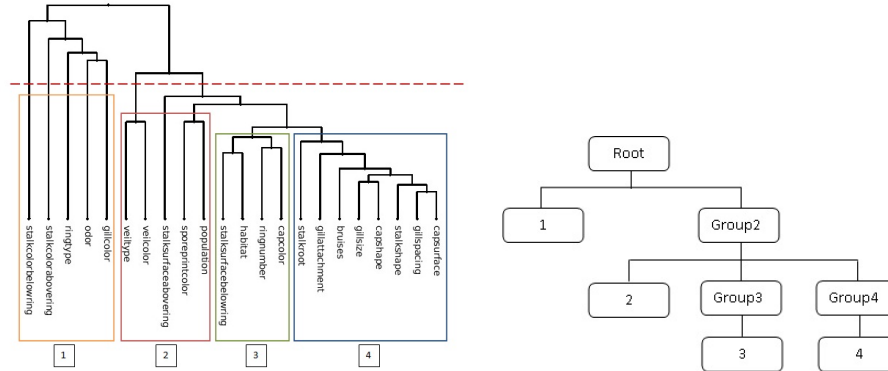 stalkcolorbelowring
stalkcolorabovering
ringtype
odor
gillcolor
veiltype
veilcolor
stalksurfaceabovering
sporeprintcolor
population
stalksurfacebelowring
habitat
ringnumber
capcolor
stalkroot
gillattachment
bruises
gillsize
capshape
stalkshape
gillspacing
capsurface
1
2
3
4
Root
1
Group2
2
Group3
Group4
3
4